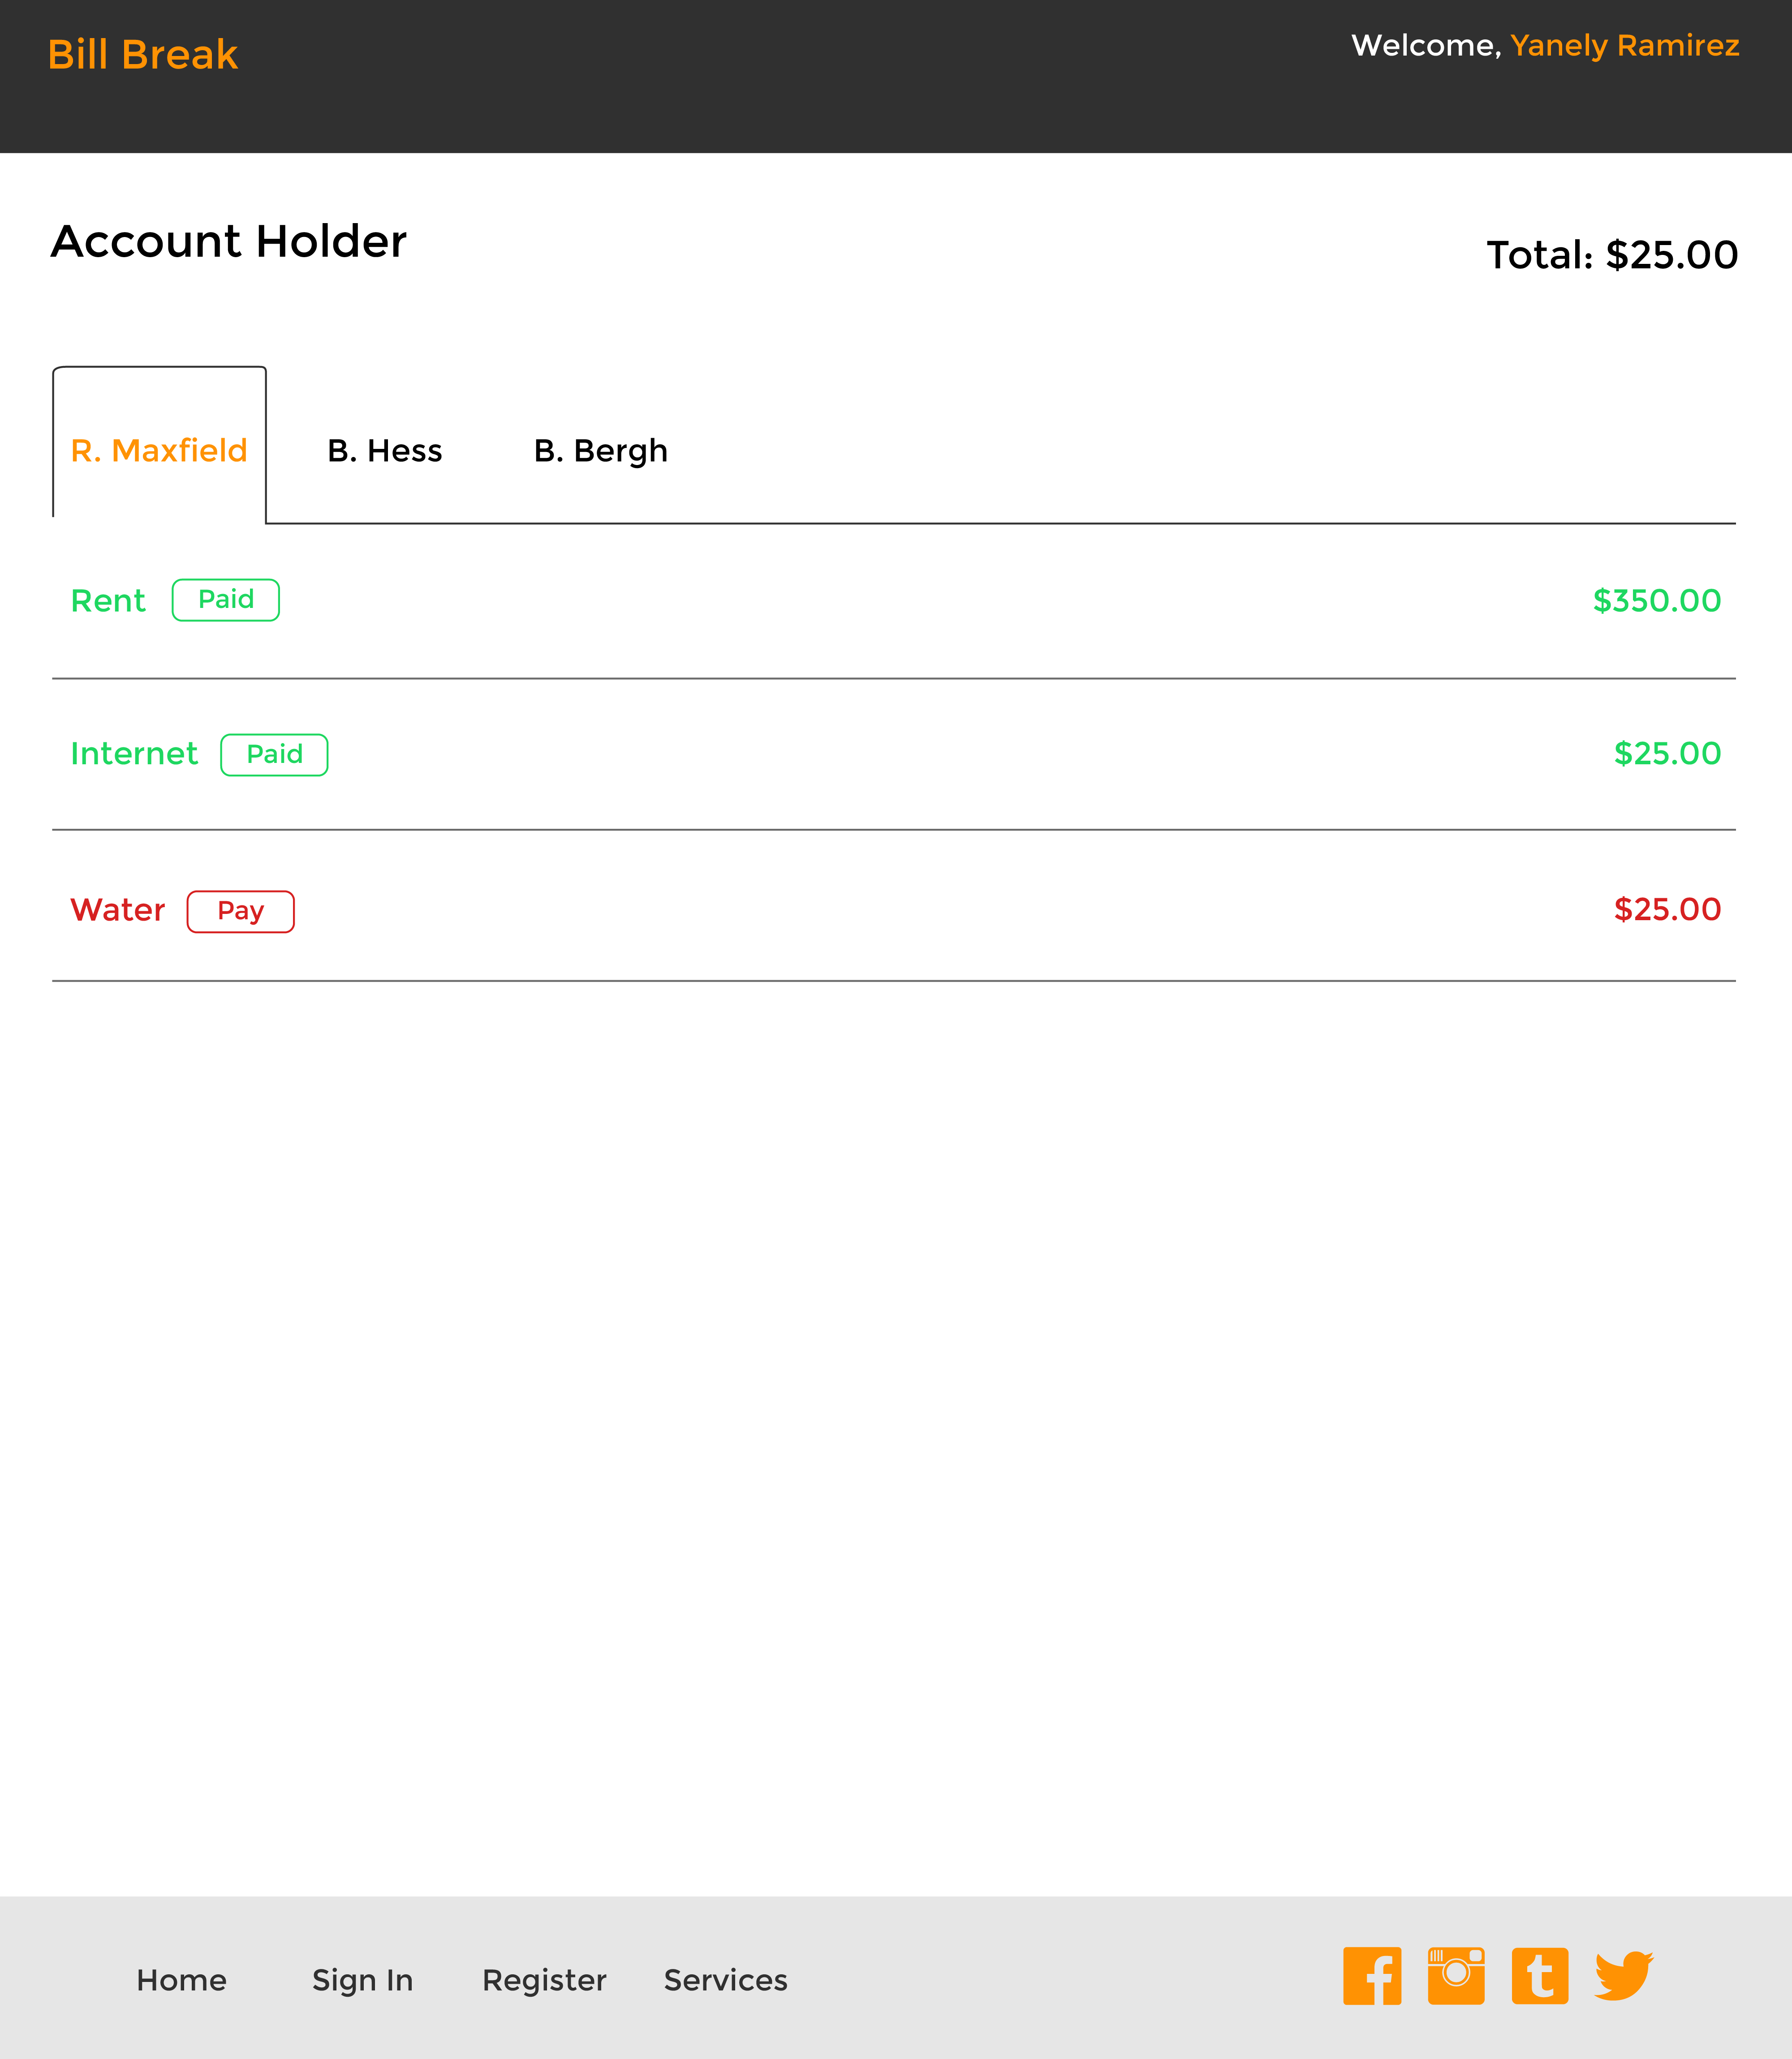 Bill Break
Welcome, Yanely Ramirez
Account Holder
Total: $25.00
R. Maxfield
B. Hess
B. Bergh
Rent
Paid
$350.00
Internet
Paid
$25.00
Water
Pay
$25.00
Home
Sign In
Register
Services